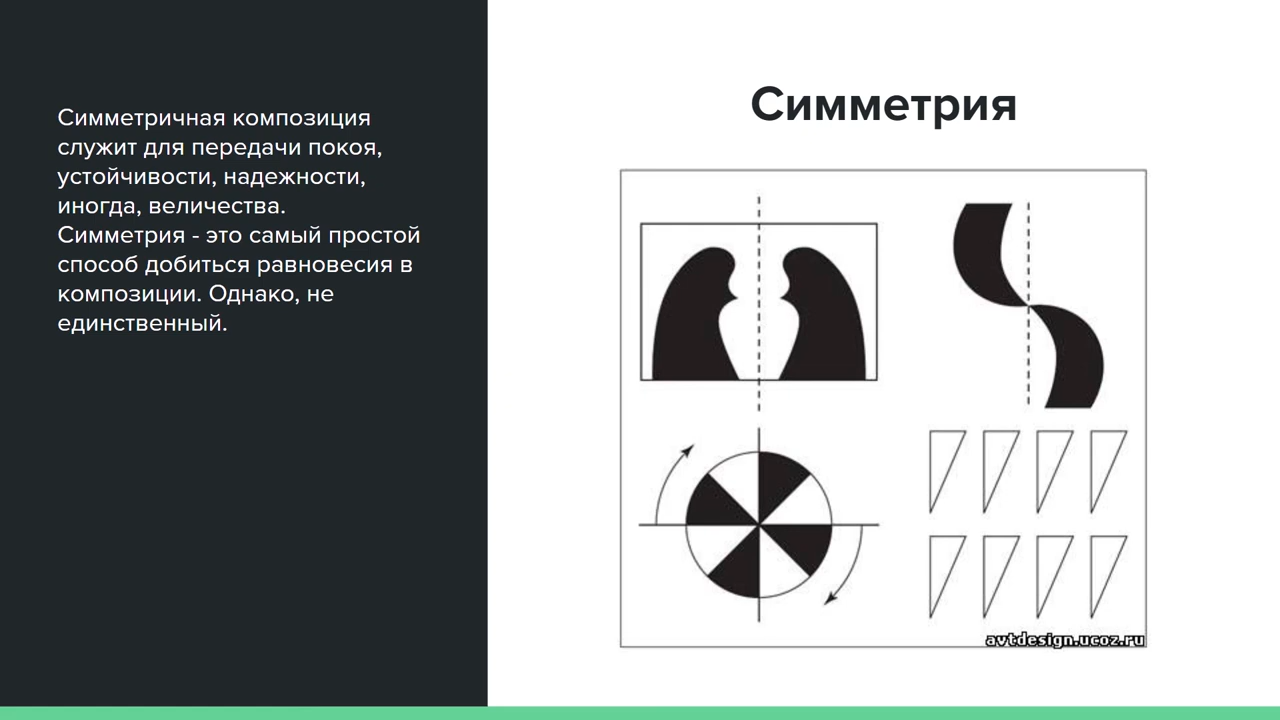 Симметричная композиция
служит для передачи покоя,
устойчивости, надежности,
иногда, величества.
Симметрия - это самый простой
способ добиться равновесия в
композиции. Однако, не
единственный.
Симметрия
avtdesign.ucoz.ru